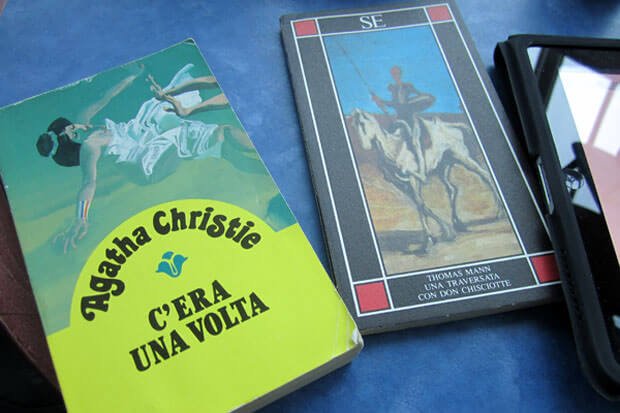 Agatha Christie
C'ERA
UNA VOLTA
SE
THOMAS MANN
UNA TRAVERSATA
CON DON CHISCIOTTE